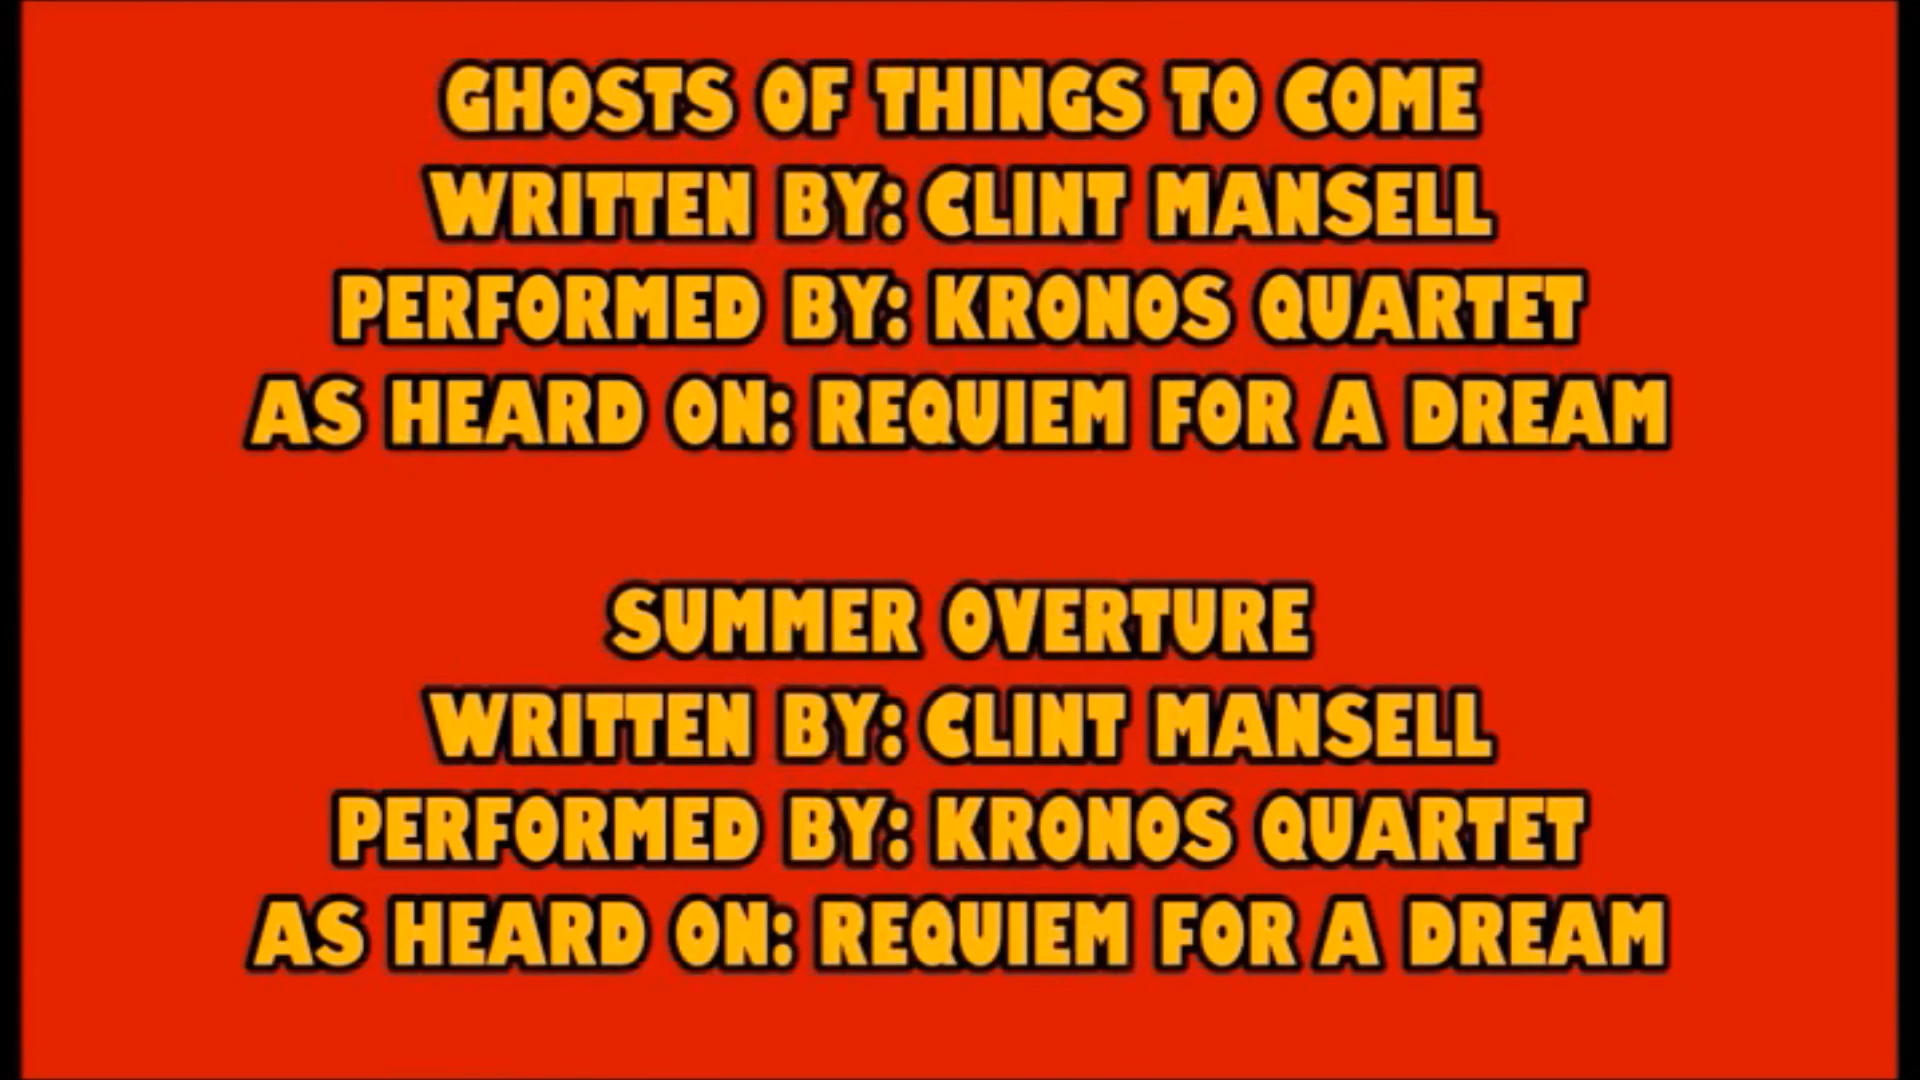 GHOSTS OF THINGS TO COME
WRITTEN BY: CLINT MANSELL
PERFORMED BY: KRONOS QUARTET
AS HEARD ON: REQUIEM FOR A DREAM
SUMMER OVERTURE
WRITTEN BY: CLINT MANSELL
PERFORMED BY: KRONOS QUARTET
AS HEARD ON: REQUIEM FOR A DREAM